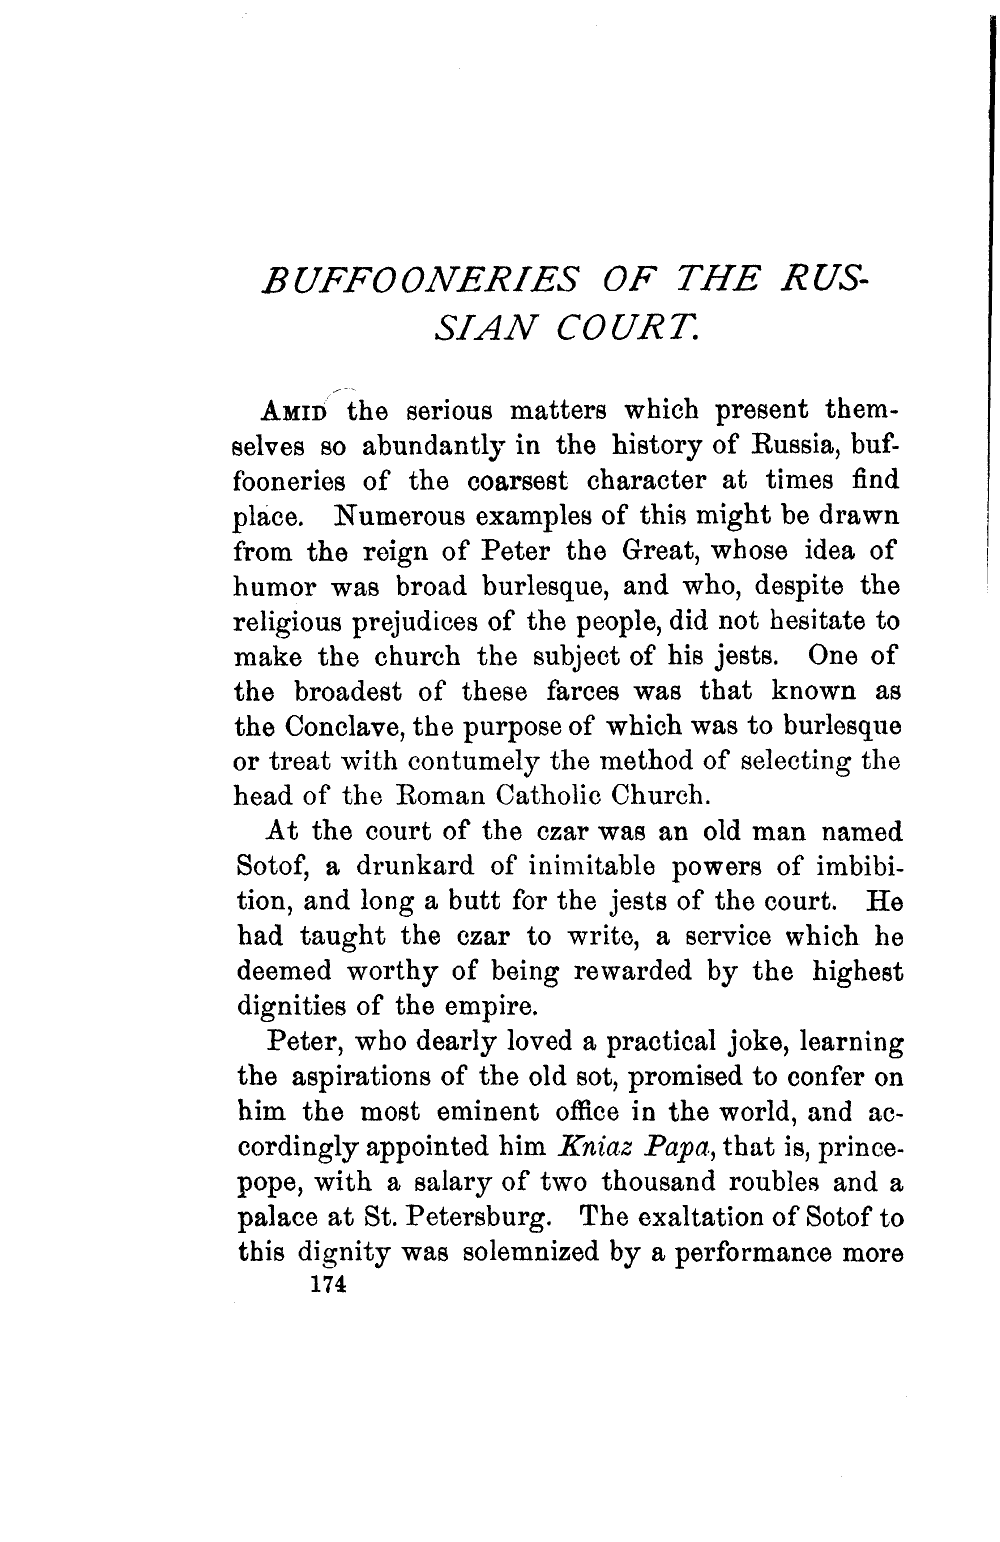 BUFFOONERIES OF THE RUS-
SIAN COURT.
AMID the serious matters which present them-
selves so abundantly in the history of Russia, buf-
fooneries of the coarsest character at times find
place. Numerous examples of this might be drawn
from the reign of Peter the Great, whose idea of
humor was broad burlesque, and who, despite the
religious prejudices of the people, did not hesitate to
make the church the subject of his jests. One of
the broadest of these farces was that known as
the Conclave, the purpose of which was to burlesque
or treat with contumely the method of selecting the
head of the Roman Catholic Church.
At the court of the czar was an old man named
Sotof, a drunkard of inimitable powers of imbibi-
tion, and long a butt for the jests of the court. He
had taught the czar to write, a service which he
deemed worthy of being rewarded by the highest
dignities of the empire.
Peter, who dearly loved a practical joke, learning
the aspirations of the old sot, promised to confer on
him the most eminent office in the world, and ac-
cordingly appointed him Kniaz Papa, that is, prince-
pope, with a salary of two thousand roubles and a
palace at St. Petersburg. The exaltation of Sotof to
this dignity was solemnized by a performance more
174